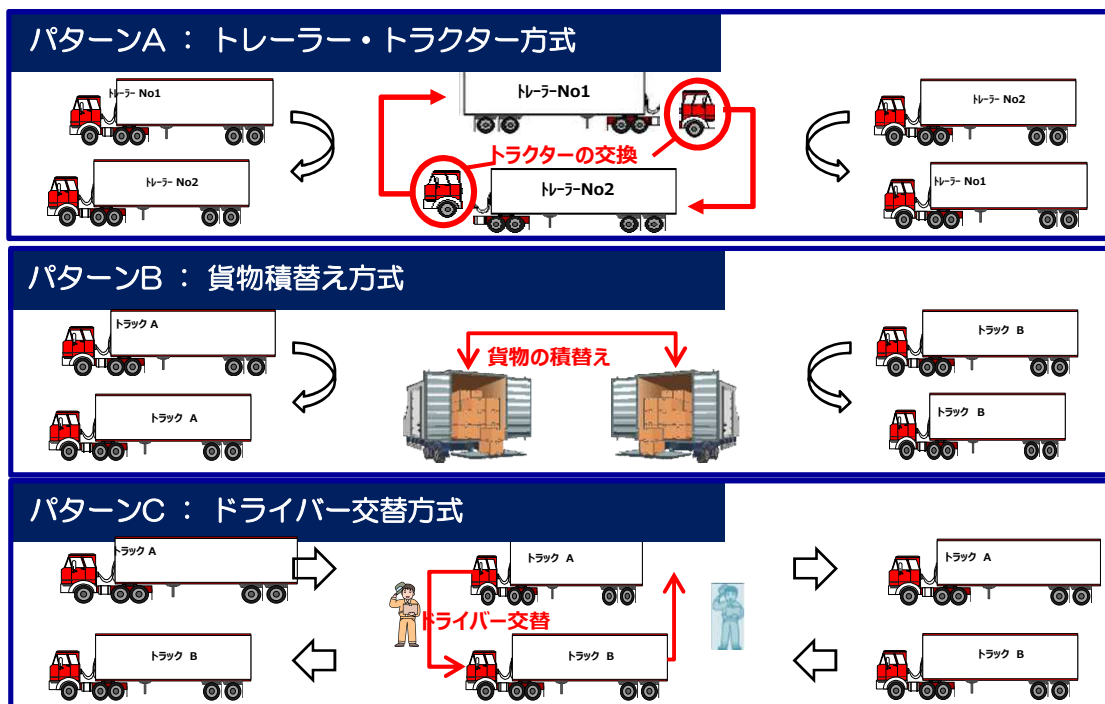 パターンA ： トレーラー・トラクター方式
ﾄﾚｰﾗｰ No1
ﾄﾚｰﾗｰNo1
ﾄﾚｰﾗｰ No2
トラクターの交換
ﾄﾚｰﾗｰ No2
ﾄﾚｰﾗｰNo2
ﾄﾚｰﾗｰ No1
パターンB ： 貨物積替え方式
トラック A
トラック B
貨物の積替え
トラック A
トラック B
パターンC ： ドライバー交替方式
トラック A
トラック A
トラック A
ドライバー交替
トラック B
トラック B
トラック B